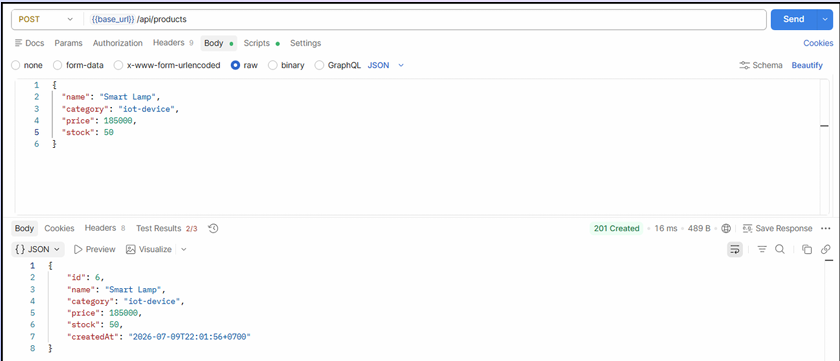 POST {{base_url}} /api/products Send
Docs Params Authorization Headers 9 Body Scripts Settings Cookies
none form-data x-www-form-urlencoded raw binary GraphQL JSON Schema Beautify
1 {
2 "name": "Smart Lamp",
3 "category": "iot-device",
4 "price": 185000,
5 "stock": 50
6 }
Body Cookies Headers 8 Test Results 2/3 201 Created 16 ms 489 B Save Response
{} JSON Preview Visualize
1 {
2 "id": 6,
3 "name": "Smart Lamp",
4 "category": "iot-device",
5 "price": 185000,
6 "stock": 50,
7 "createdAt": "2026-07-09T22:01:56+0700"
8 }